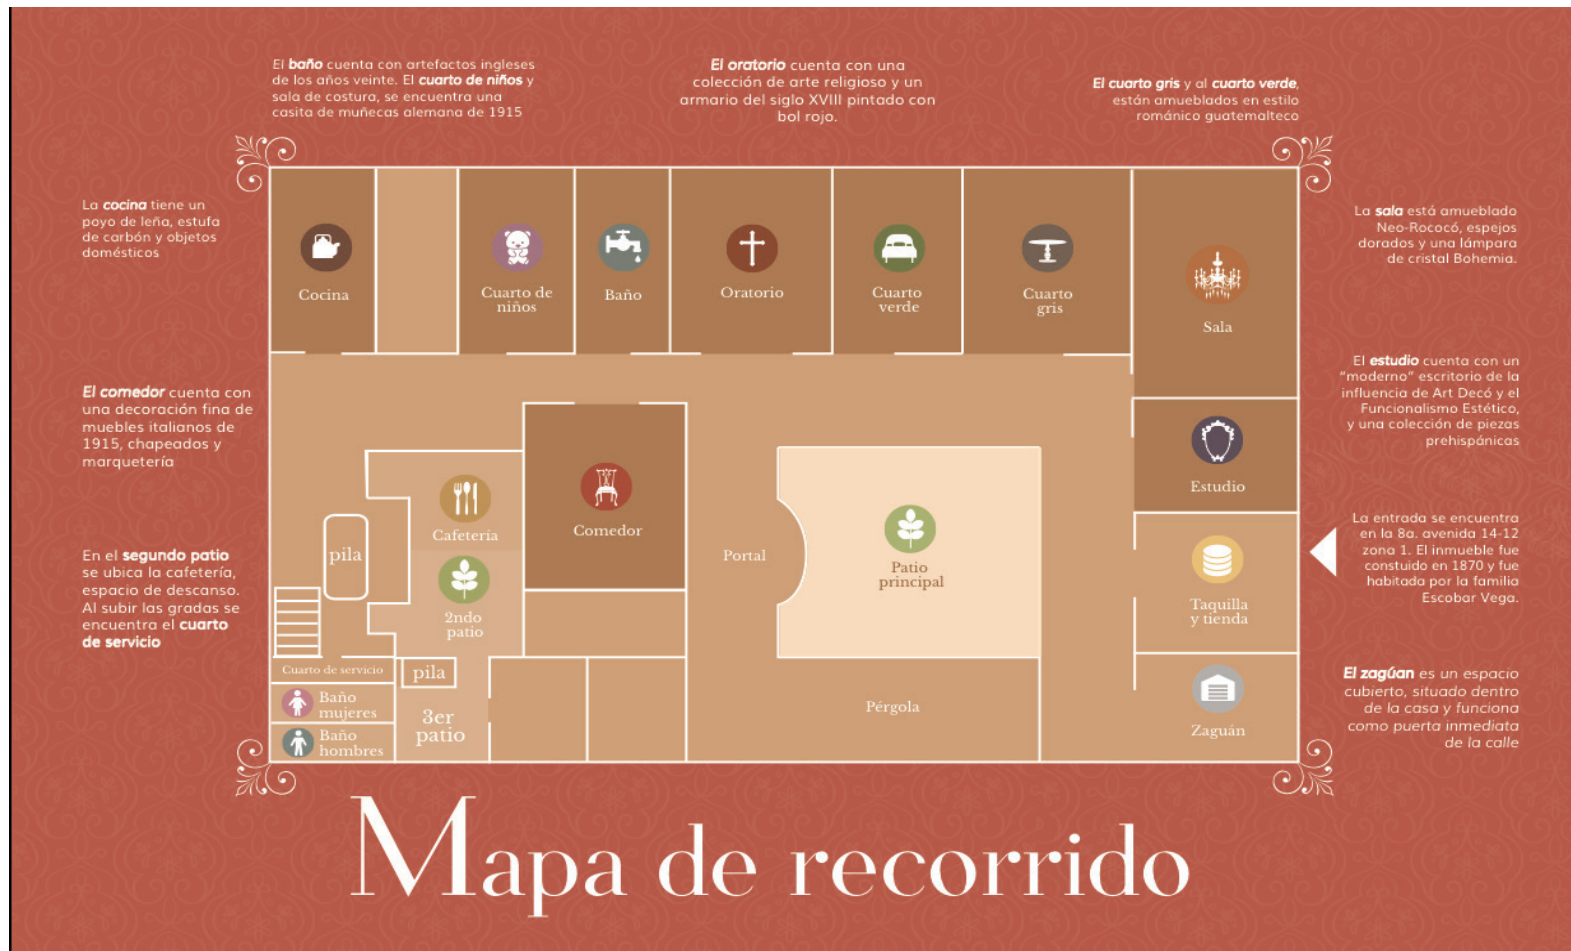 El baño cuenta con artefactos ingleses
de los años veinte. El cuarto de niños y
sala de costura, se encuentra una
casita de muñecas alemana de 1915
El oratorio cuenta con una
colección de arte religioso y un
armario del siglo XVIII pintado con
bol rojo.
El cuarto gris y al cuarto verde,
están amueblados en estilo
románico guatemalteco
La cocina tiene un
poyo de leña, estufa
de carbón y objetos
domésticos
El comedor cuenta con
una decoración fina de
muebles italianos de
1915, chapeados y
marquetería
En el segundo patio
se ubica la cafetería,
espacio de descanso.
Al subir las gradas se
encuentra el cuarto
de servicio
Cocina
Cuarto de
niños
Baño
Oratorio
Cuarto
verde
Cuarto
gris
Sala
Estudio
Taquilla
y tienda
Zaguán
Cafetería
2ndo
patio
Comedor
Portal
Patio
principal
Pérgola
pila
Cuarto de servicio
pila
Baño
mujeres
Baño
hombres
3er
patio
La sala está amueblado
Neo-Rococó, espejos
dorados y una lámpara
de cristal Bohemia.
El estudio cuenta con un
“moderno” escritorio de la
influencia de Art Decó y el
Funcionalismo Estético,
y una colección de piezas
prehispánicas
La entrada se encuentra
en la 8a. avenida 14-12
zona 1. El inmueble fue
constuido en 1870 y fue
habitada por la familia
Escobar Vega.
El zagúan es un espacio
cubierto, situado dentro
de la casa y funciona
como puerta inmediata
de la calle
Mapa de recorrido